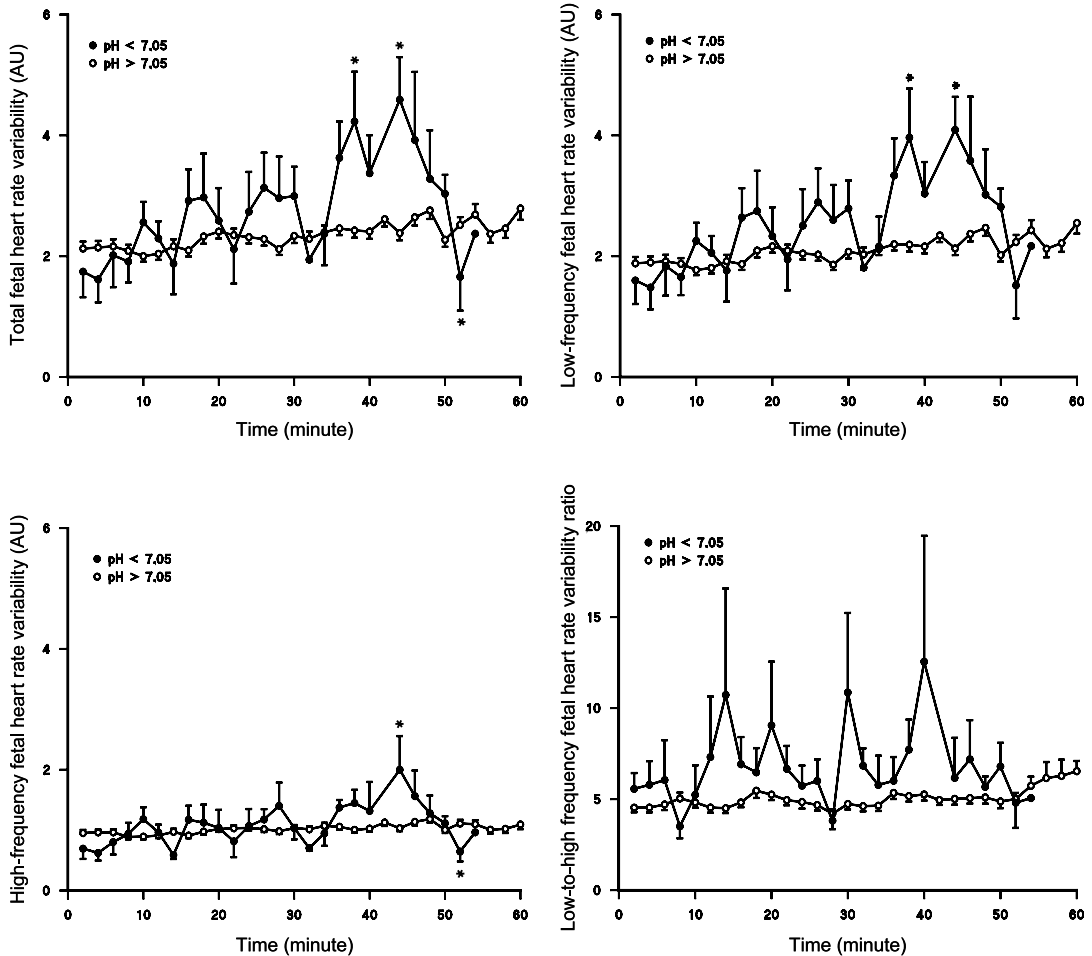 Total fetal heart rate variability (AU)
6
4
2
0
pH < 7.05
pH > 7.05
*
*
*
0 10 20 30 40 50 60
Time (minute)
Low-frequency fetal heart rate variability (AU)
6
4
2
0
pH < 7.05
pH > 7.05
*
*
0 10 20 30 40 50 60
Time (minute)
High-frequency fetal heart rate variability (AU)
6
4
2
0
pH < 7.05
pH > 7.05
*
*
0 10 20 30 40 50 60
Time (minute)
Low-to-high frequency fetal heart rate variability ratio
20
15
10
5
0
pH < 7.05
pH > 7.05
0 10 20 30 40 50 60
Time (minute)